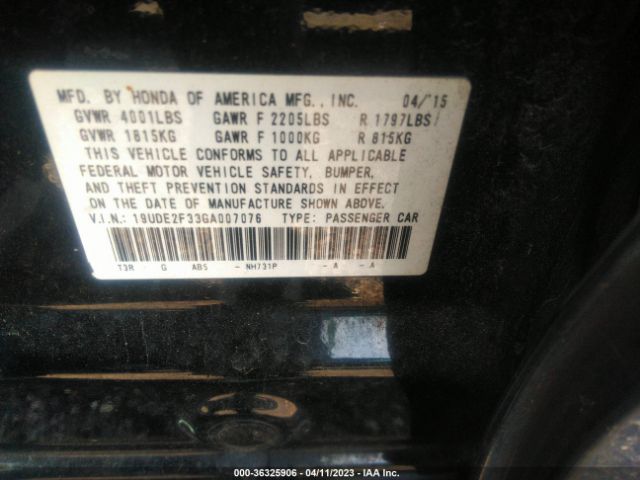 MFD. BY HONDA OF AMERICA MFG., INC. 04/'15
GVWR 4001LBS GAWR F 2205LBS R 1797LBS
GVWR 1815KG GAWR F 1000KG R 815KG
THIS VEHICLE CONFORMS TO ALL APPLICABLE
FEDERAL MOTOR VEHICLE SAFETY, BUMPER,
AND THEFT PREVENTION STANDARDS IN EFFECT
ON THE DATE OF MANUFACTURE SHOWN ABOVE.
V.I.N.: 19UDE2F33GA007076 TYPE: PASSENGER CAR
T3R G ABS - NH731P - A - A
000-36325906 - 04/11/2023 - IAA Inc.